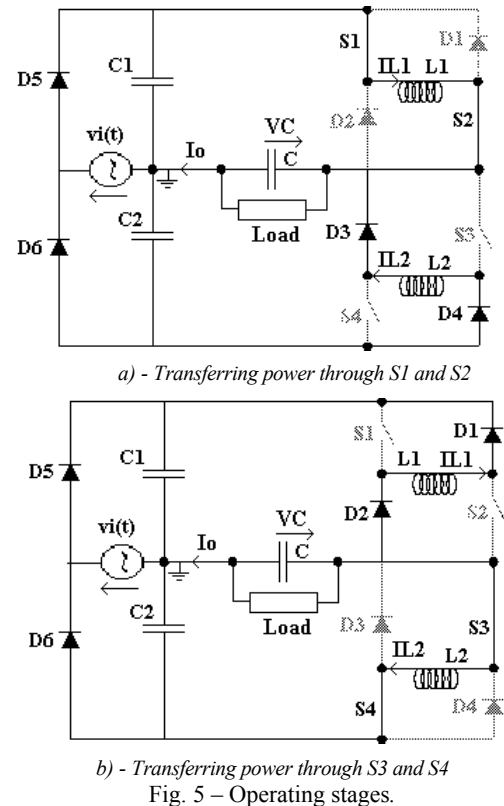 S1
D1
IL1 L1
C1
D5
D2
S2
vi(t)
VC
Io
C
C2
Load
D3
S3
D6
IL2 L2
S4
D4
a) - Transferring power through S1 and S2
S1
D1
L1 IL1
C1
D5
D2
S2
vi(t)
VC
Io
C
C2
Load
D3
S3
D6
IL2 L2
S4
D4
b) - Transferring power through S3 and S4
Fig. 5 – Operating stages.